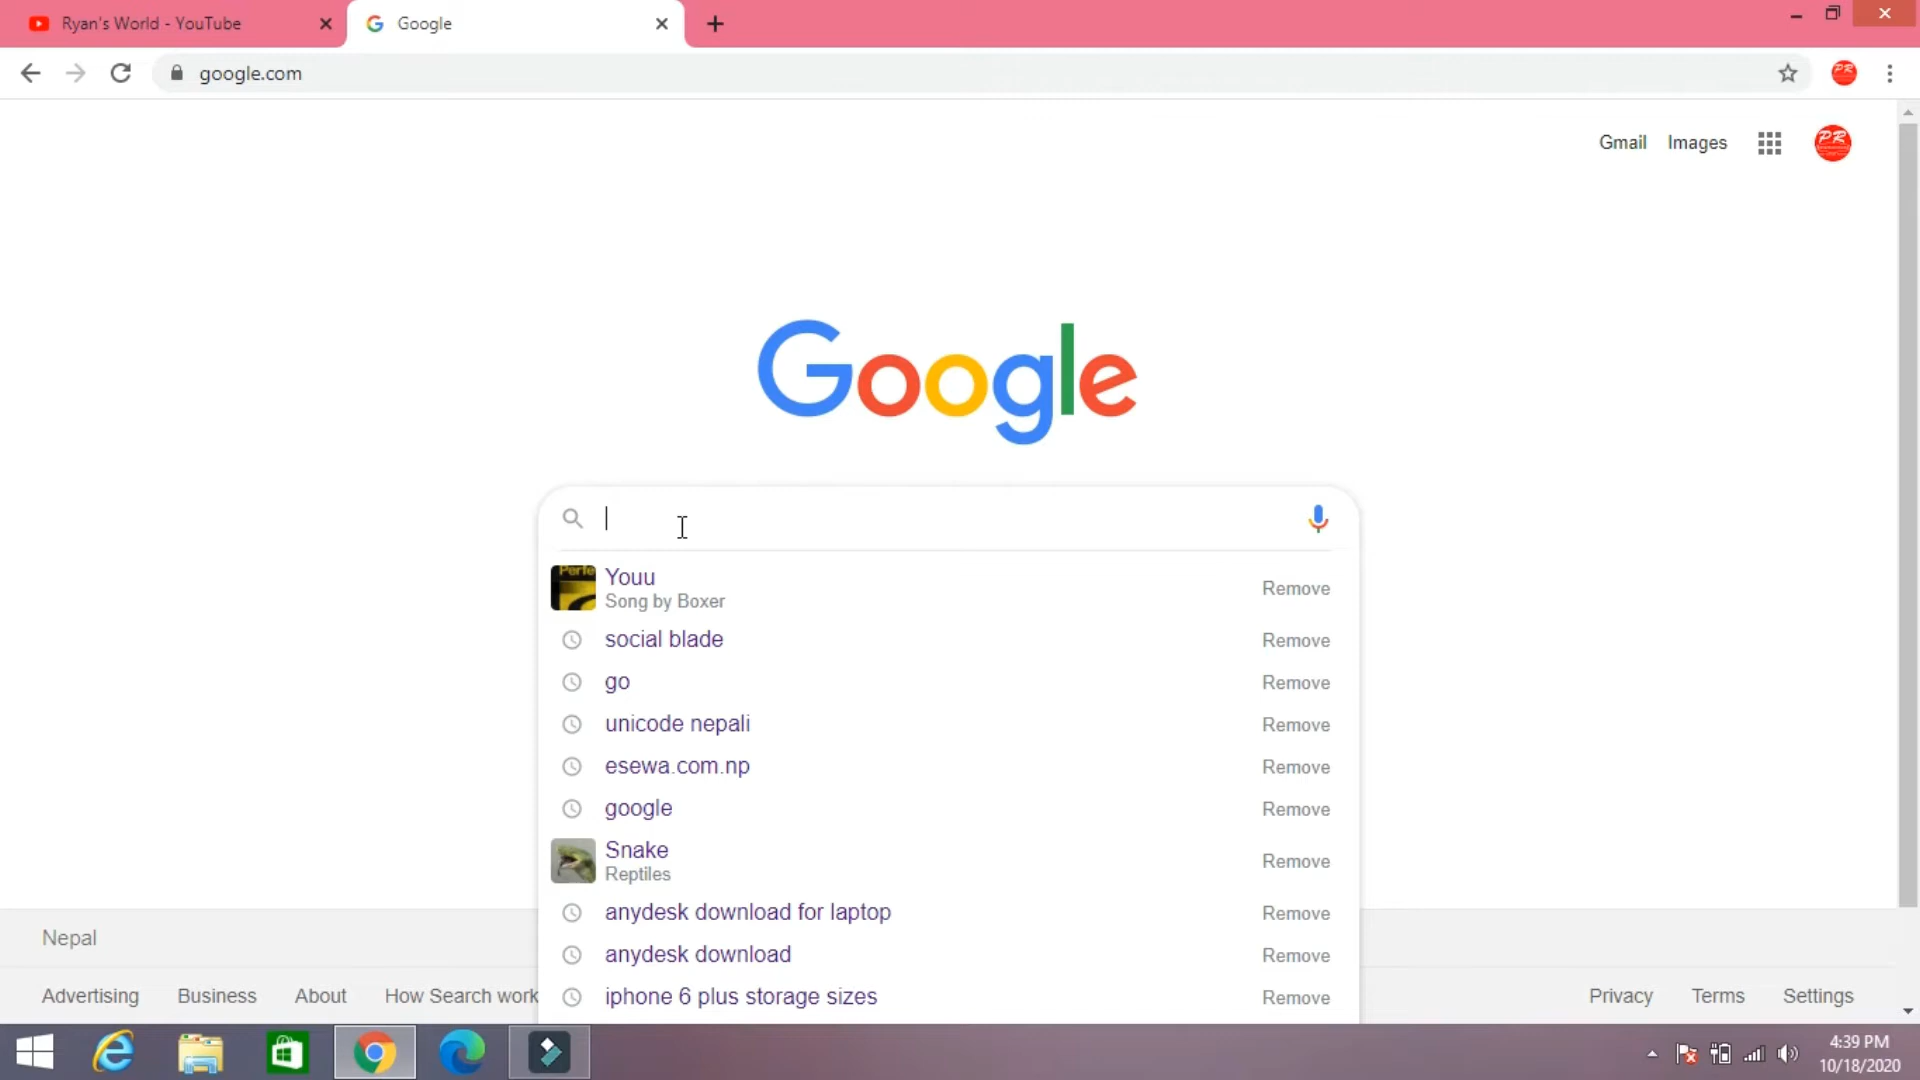 Ryan's World - YouTube
Google
google.com
PR
Gmail Images
PR
Google
Perfe
Youu
Song by Boxer
Remove
social blade Remove
go Remove
unicode nepali Remove
esewa.com.np Remove
google Remove
Snake
Reptiles
Remove
anydesk download for laptop Remove
anydesk download Remove
iphone 6 plus storage sizes Remove
Nepal
Advertising Business About How Search work
Privacy Terms Settings
4:39 PM
10/18/2020